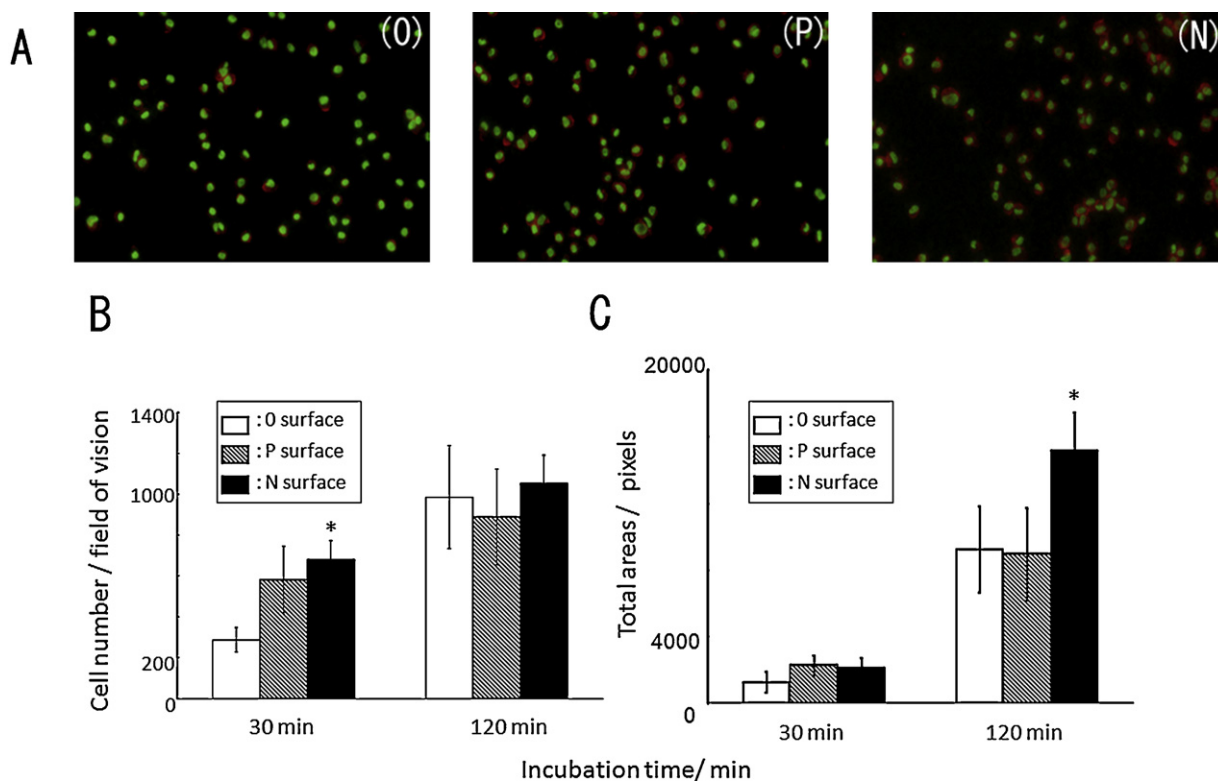 A
(O)
(P)
(N)
B
C
Cell number / field of vision
1400
1000
200
0
: O surface
: P surface
: N surface
*
30 min
120 min
Total areas / pixels
20000
4000
0
: O surface
: P surface
: N surface
*
30 min
120 min
Incubation time/ min